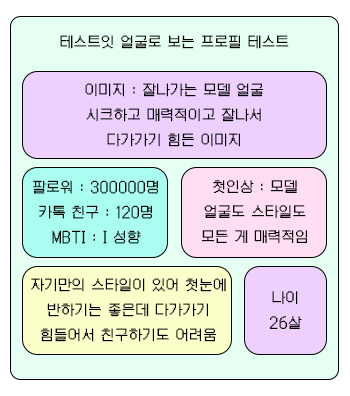 테스트잇 얼굴로 보는 프로필 테스트
이미지 : 잘나가는 모델 얼굴
시크하고 매력적이고 잘나서
다가가기 힘든 이미지
팔로워 : 300000명
카톡 친구 : 120명
MBTI : I 성향
첫인상 : 모델
얼굴도 스타일도
모든 게 매력적임
자기만의 스타일이 있어 첫눈에
반하기는 좋은데 다가가기
힘들어서 친구하기도 어려움
나이
26살